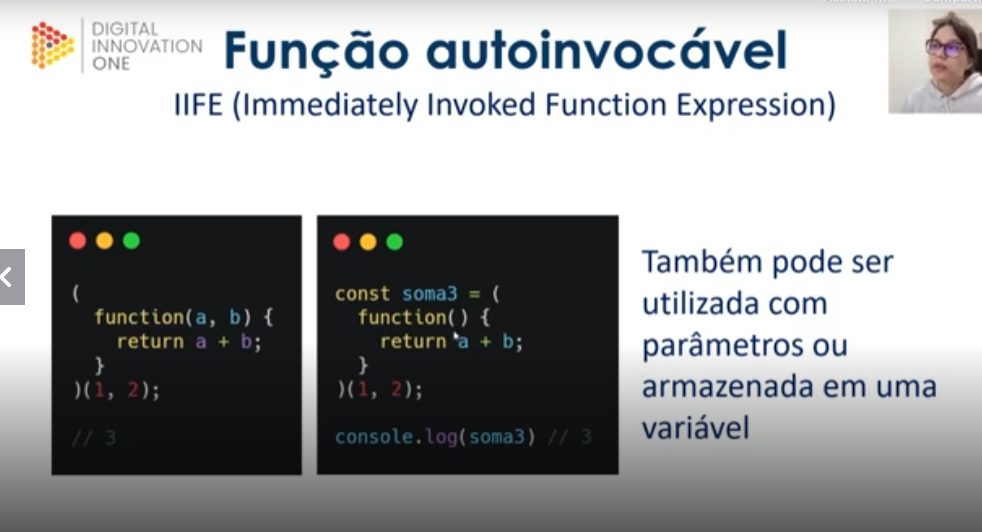 DIGITAL
INNOVATION
ONE
Função autoinvocável
IIFE (Immediately Invoked Function Expression)
(
function(a, b) {
return a + b;
}
)(1, 2);
// 3
const soma3 = (
function() {
return a + b;
}
)(1, 2);
console.log(soma3) // 3
Também pode ser
utilizada com
parâmetros ou
armazenada em uma
variável